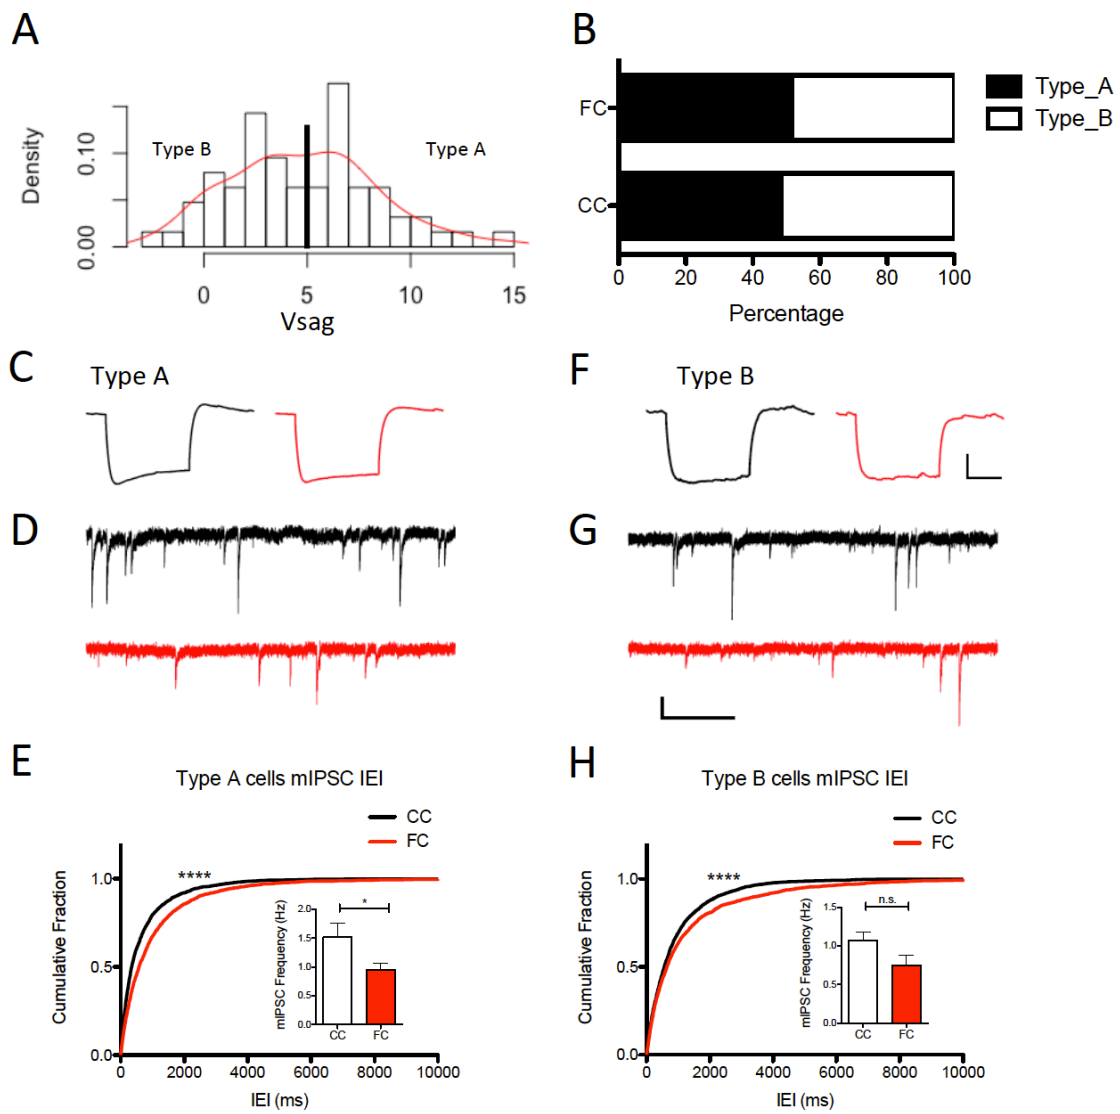 A
Density
0.00
0.10
Type B
Type A
0
5
10
15
Vsag
B
FC
CC
0
20
40
60
80
100
Percentage
Type_A
Type_B
C
Type A
F
Type B
D
G
E
Type A cells mIPSC IEI
CC
FC
****
Cumulative Fraction
1.0
0.5
0.0
0
2000
4000
6000
8000
10000
IEI (ms)
mIPSC Frequency (Hz)
2.0
1.5
1.0
0.5
0.0
*
CC
FC
H
Type B cells mIPSC IEI
CC
FC
****
Cumulative Fraction
1.0
0.5
0.0
0
2000
4000
6000
8000
10000
IEI (ms)
mIPSC Frequency (Hz)
1.5
1.0
0.5
0.0
n.s.
CC
FC